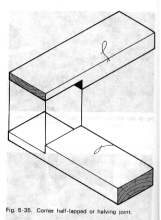 Fig. 5-35. Corner half-lapped or halving joint.